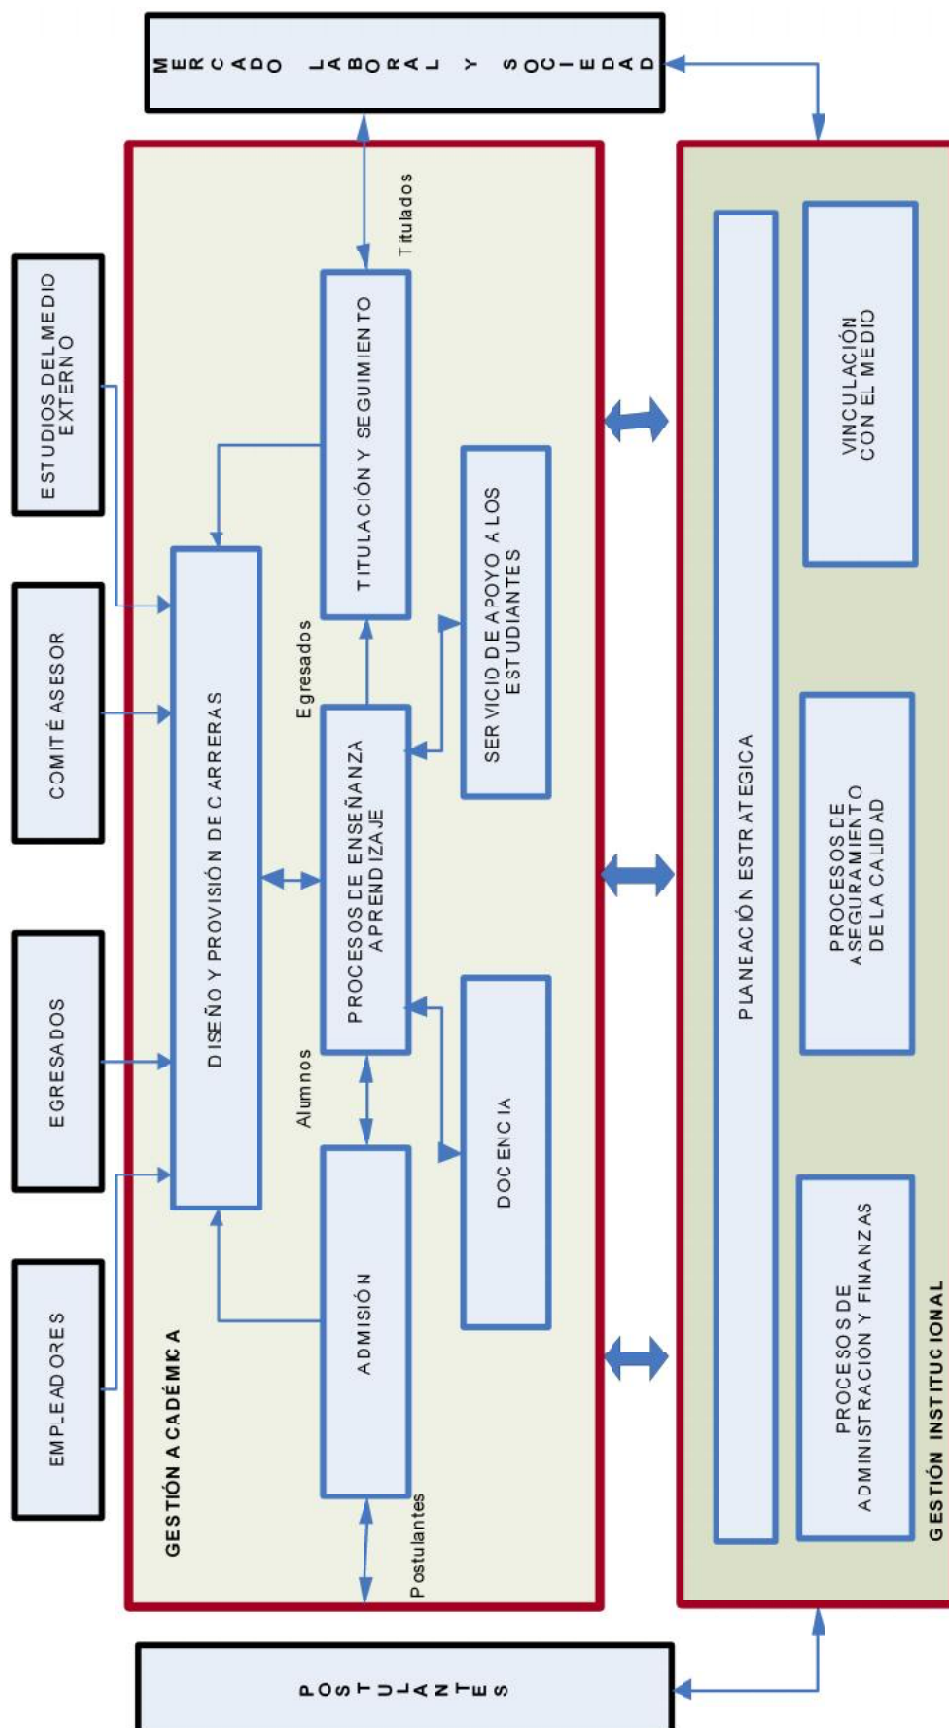 EMPLEADORES
EGRESADOS
COMITÉ ASESOR
ESTUDIOS DEL MEDIO
EXTERNO
POSTULANTES
GESTIÓN ACADÉMICA
DISEÑO Y PROVISIÓN DE CARRERAS
Postulantes
ADMISIÓN
Alumnos
PROCESOS DE ENSEÑANZA
APRENDIZAJE
Egresados
TITULACIÓN Y SEGUIMIENTO
Titulados
DOCENCIA
SERVICIO DE APOYO A LOS
ESTUDIANTES
MERCADO LABORAL Y SOCIEDAD
PLANEACIÓN ESTRATEGICA
PROCESOS DE
ADMINISTRACIÓN Y FINANZAS
PROCESOS DE
ASEGURAMIENTO
DE LA CALIDAD
VINCULACIÓN
CON EL MEDIO
GESTIÓN INSTITUCIONAL